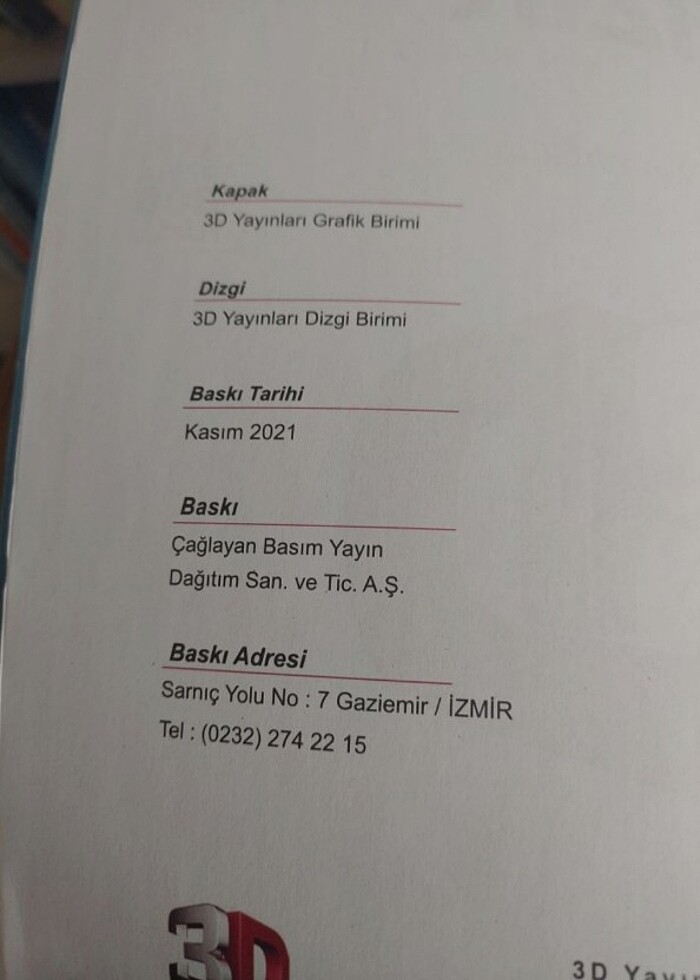 Kapak
3D Yayınları Grafik Birimi
Dizgi
3D Yayınları Dizgi Birimi
Baskı Tarihi
Kasım 2021
Baskı
Çağlayan Basım Yayın
Dağıtım San. ve Tic. A.Ş.
Baskı Adresi
Sarnıç Yolu No : 7 Gaziemir / İZMİR
Tel : (0232) 274 22 15
3D
3D